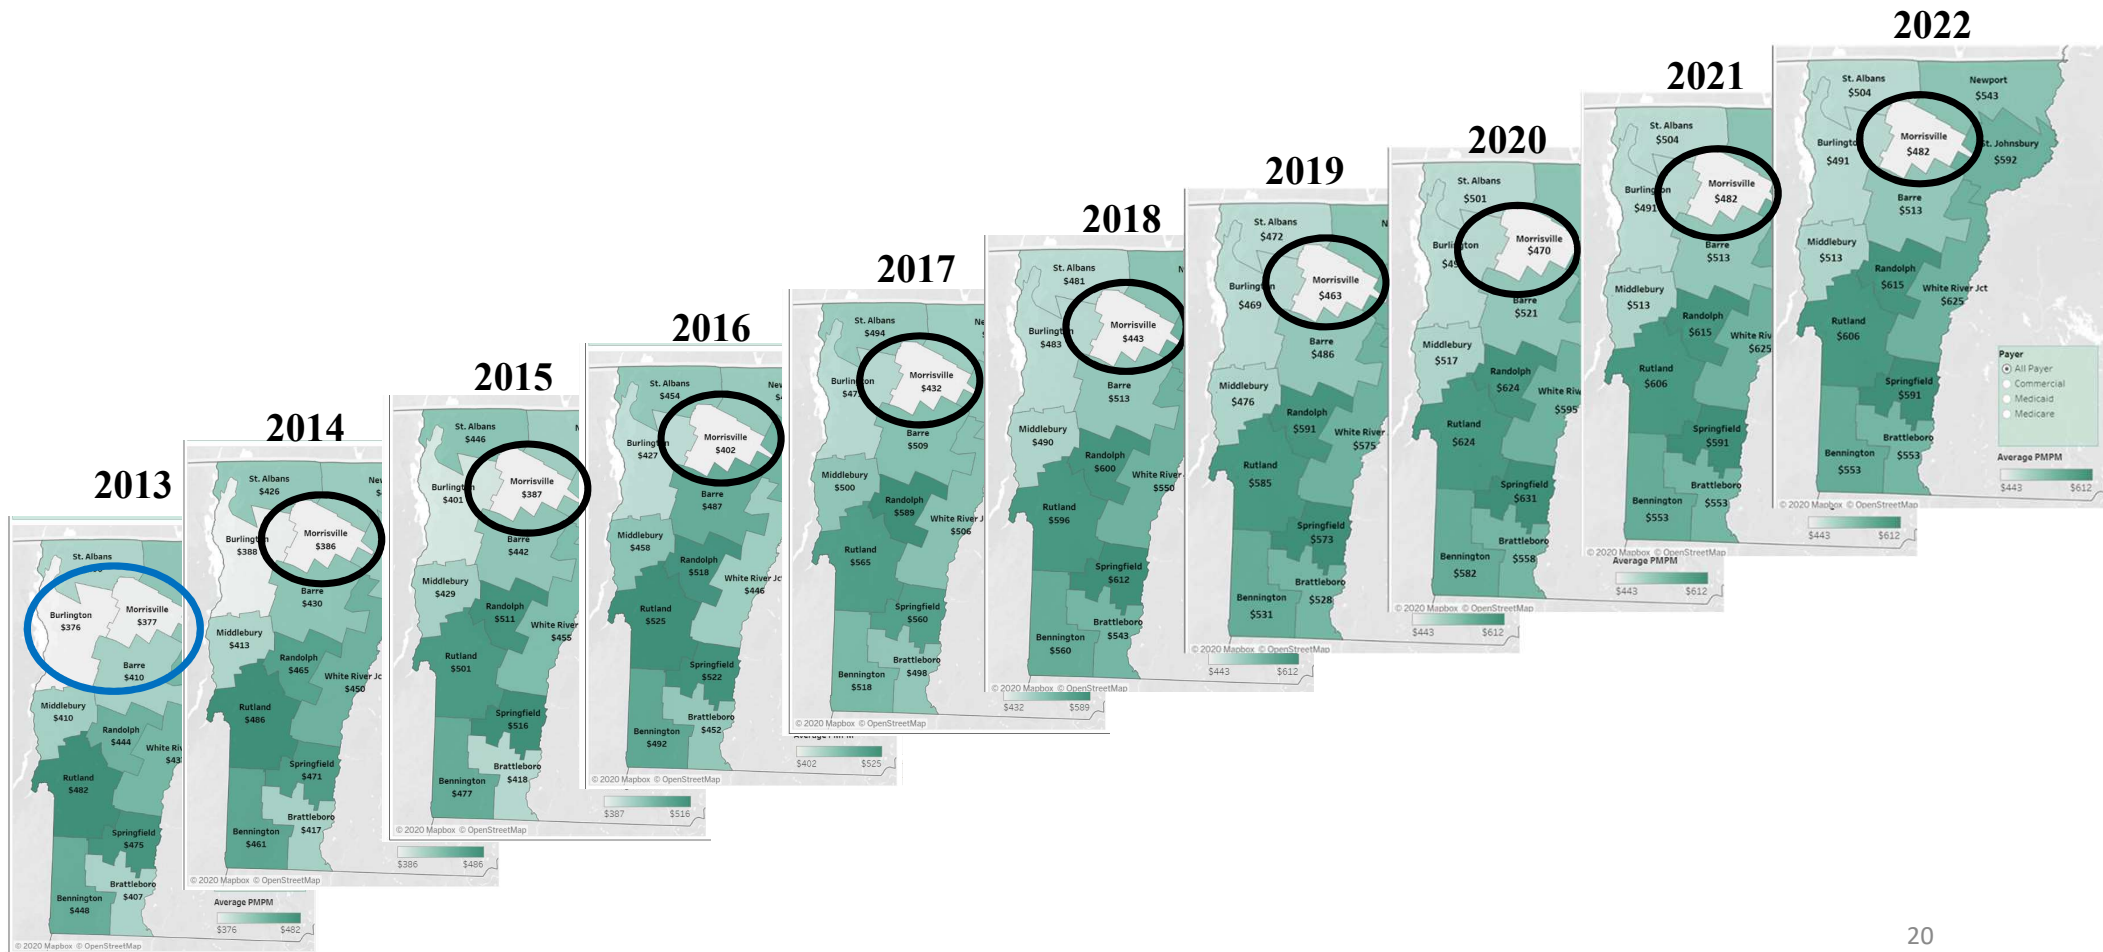 2013
St. Albans
Burlington
$376
Morrisville
$377
Barre
$410
Middlebury
$410
Randolph
$444
Rutland
$482
Springfield
$475
Brattleboro
$407
Bennington
$448
© 2020 Mapbox © OpenStreetMap
Average PMPM
$376 $482
2014
St. Albans
$426
Burlington
$388
Morrisville
$386
Barre
$430
Middlebury
$413
Randolph
$465
White River Jc
$450
Rutland
$486
Springfield
$471
Brattleboro
$417
Bennington
$461
© 2020 Mapbox © OpenStreetMap
$386 $486
2015
St. Albans
$446
Burlington
$401
Morrisville
$387
Barre
$442
Middlebury
$429
Randolph
$511
White River
$455
Rutland
$501
Springfield
$516
Brattleboro
$418
Bennington
$477
© 2020 Mapbox © OpenStreetMap
$387 $516
2016
St. Albans
$454
Burlington
$427
Morrisville
$402
Barre
$487
Middlebury
$458
Randolph
$518
White River Jct
$446
Rutland
$525
Springfield
$522
Brattleboro
$452
Bennington
$492
© 2020 Mapbox © OpenStreetMap
$402 $525
2017
St. Albans
$494
Burlington
Morrisville
$432
Barre
$509
Middlebury
$500
Randolph
$589
White River J
$506
Rutland
$565
Springfield
$560
Brattleboro
$498
Bennington
$518
© 2020 Mapbox © OpenStreetMap
$432 $589
2018
St. Albans
$481
Burlington
$483
Morrisville
$443
Barre
$513
Middlebury
$490
Randolph
$600
White River
$550
Rutland
$596
Springfield
$612
Brattleboro
$543
Bennington
$560
© 2020 Mapbox © OpenStreetMap
$443 $612
2019
St. Albans
$472
Burlington
$469
Morrisville
$463
Barre
$486
Middlebury
$476
Randolph
$591
White River
$575
Rutland
$585
Springfield
$573
Brattleboro
$528
Bennington
$531
© 2020 Mapbox © OpenStreetMap
$443 $612
2020
St. Albans
$501
Burlington
Morrisville
$470
Barre
$521
Middlebury
$517
Randolph
$624
White Riv
$595
Rutland
$624
Springfield
$631
Brattleboro
$558
Bennington
$582
© 2020 Mapbox © OpenStreetMap
Average PMPM
$443 $612
2021
St. Albans
$504
Burlington
$491
Morrisville
$482
Barre
$513
Middlebury
$513
Randolph
$615
White Riv
$625
Rutland
$606
Springfield
$591
Brattleboro
$553
Bennington
$553
© 2020 Mapbox © OpenStreetMap
$443 $612
2022
St. Albans
$504
Newport
$543
Burlington
$491
Morrisville
$482
St. Johnsbury
$592
Barre
$513
Middlebury
$513
Randolph
$615
White River Jct
$625
Rutland
$606
Springfield
$591
Brattleboro
$553
Bennington
$553
© 2020 Mapbox © OpenStreetMap
Payer
All Payer
Commercial
Medicaid
Medicare
Average PMPM
$443 $612
20